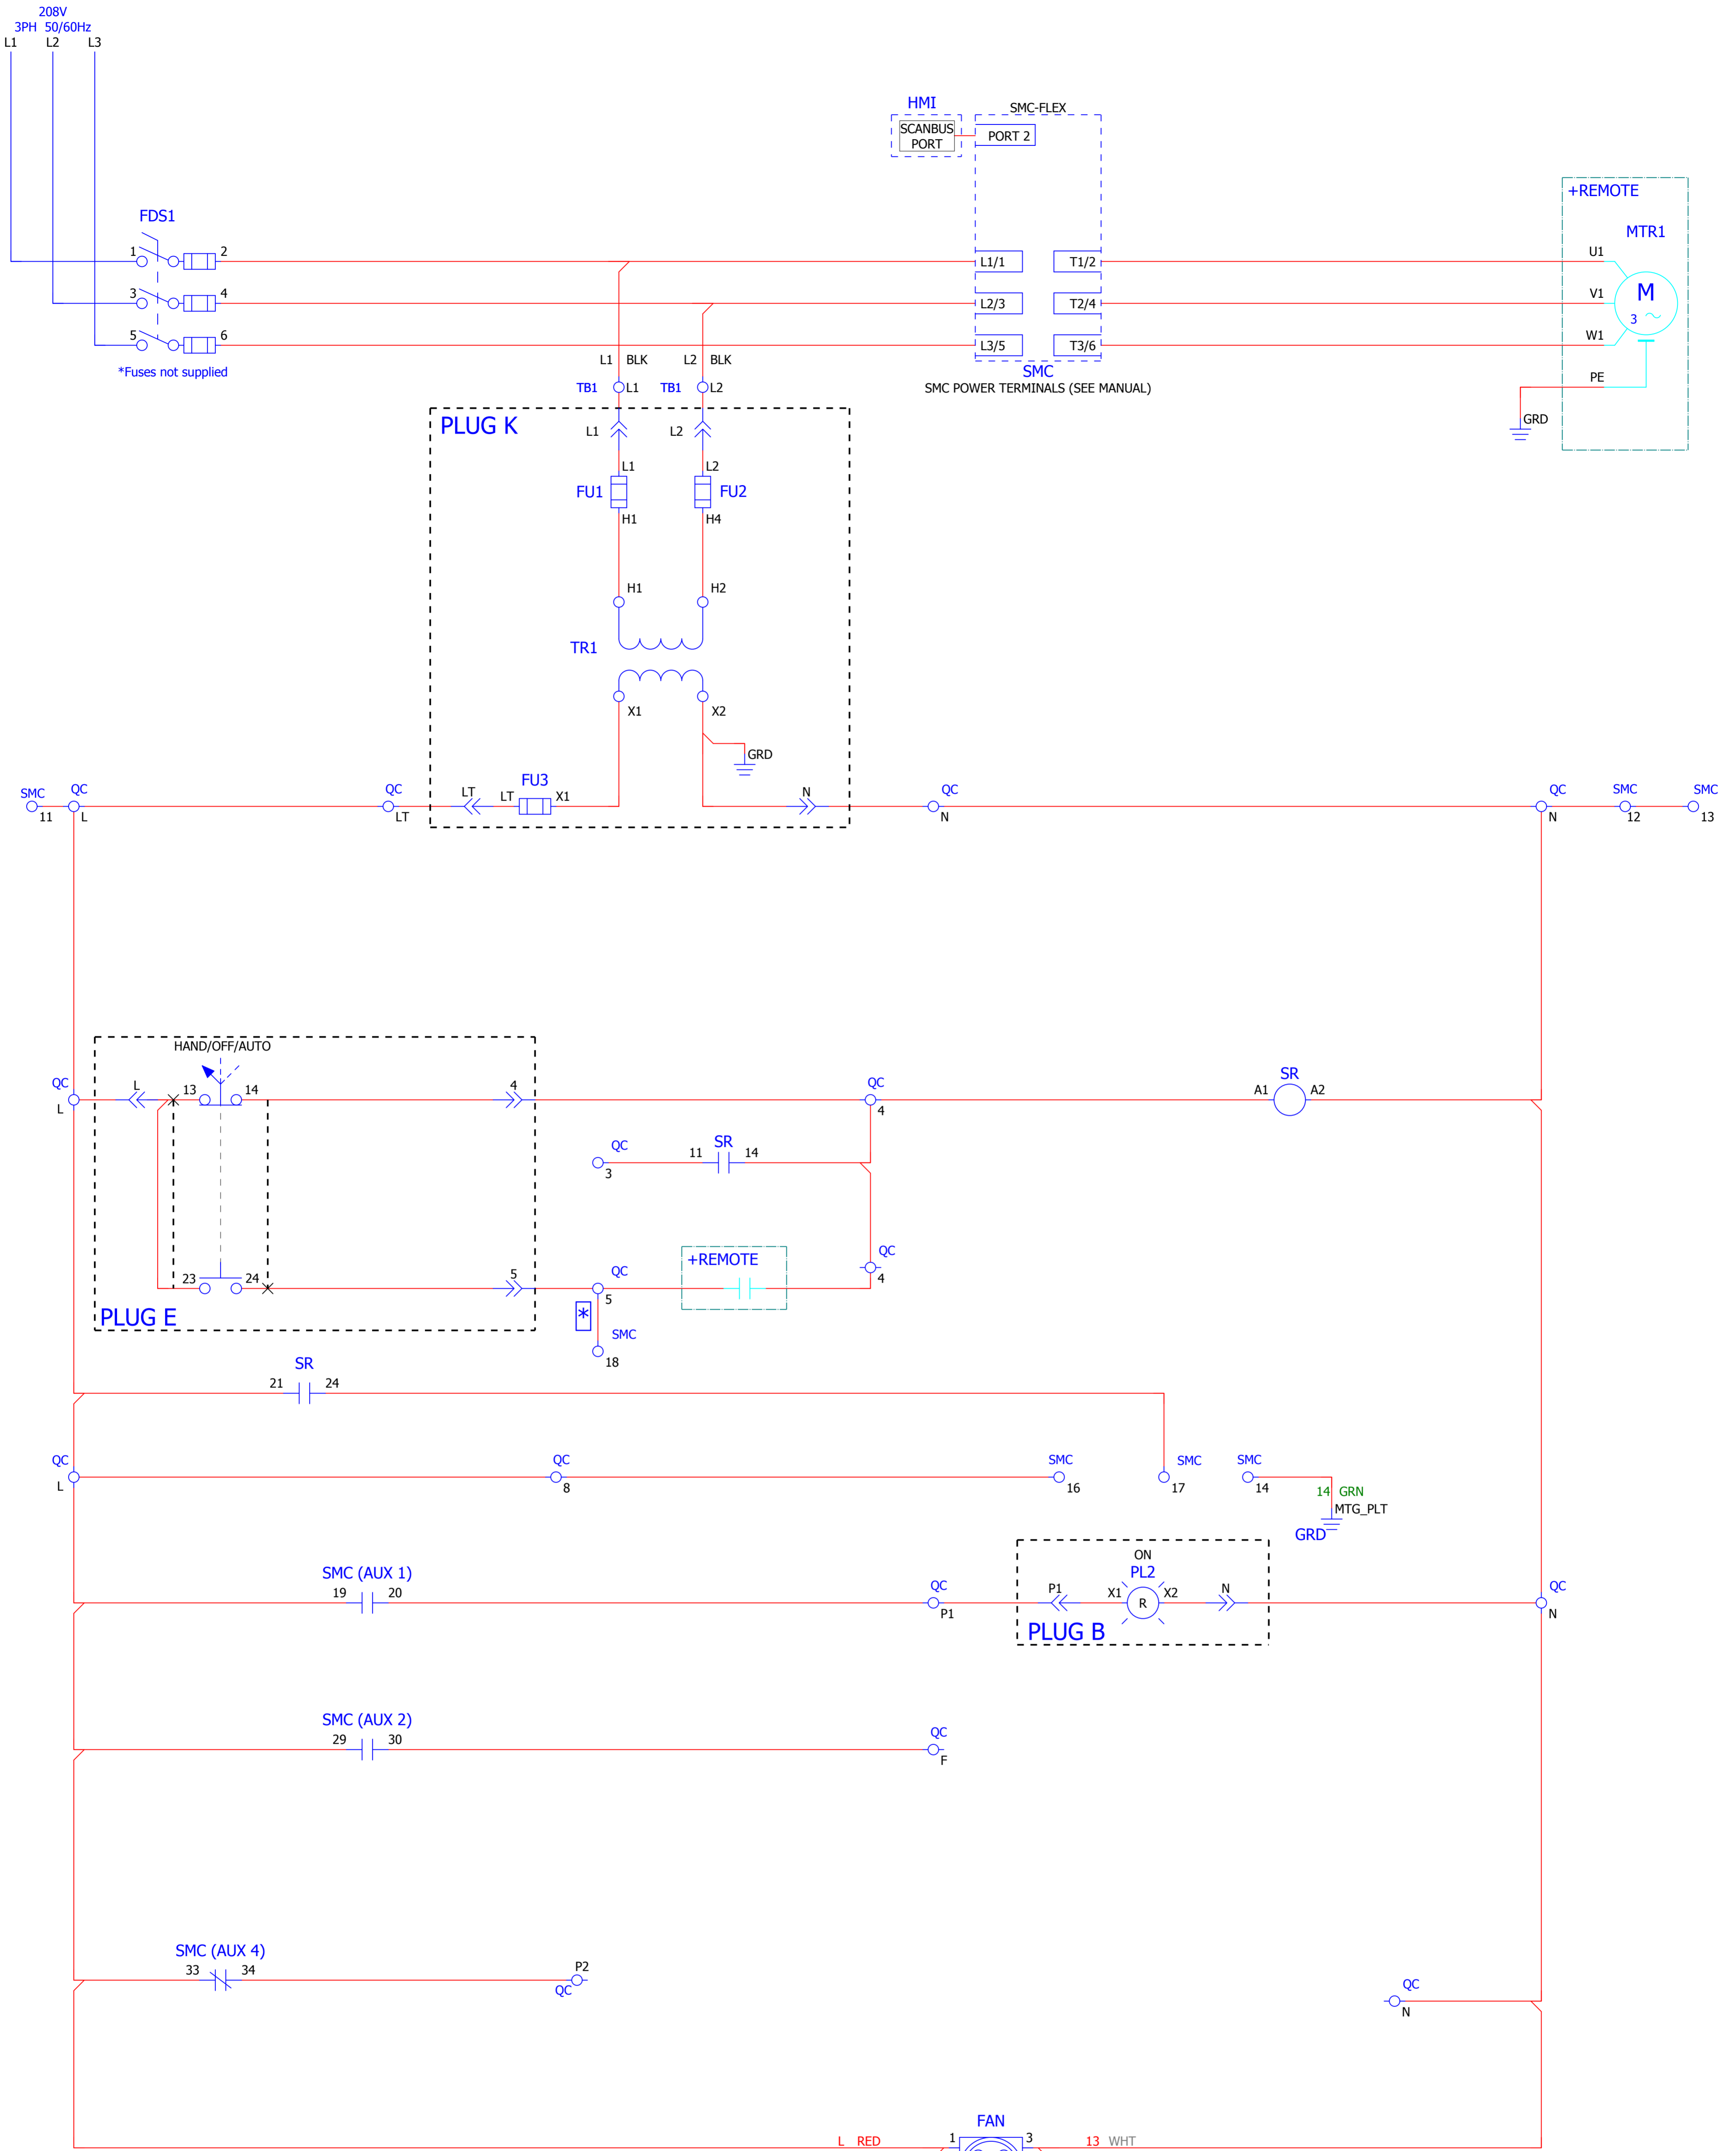 208V
3PH 50/60Hz
L1 L2 L3
HMI
SMC-FLEX
SCANBUS
PORT
PORT 2
+REMOTE
MTR1
FDS1
1 2
L1/1 T1/2
U1
3 4
L2/3 T2/4
V1
M
3
5 6
L3/5 T3/6
W1
*Fuses not supplied
L1 BLK L2 BLK
SMC
PE
TB1 L1 TB1 L2
SMC POWER TERMINALS (SEE MANUAL)
GRD
PLUG K
L1 L2
L1 L2
FU1 FU2
H1 H4
H1 H2
TR1
X1 X2
GRD
FU3
SMC QC QC LT LT X1 N QC QC SMC SMC
11 L LT N N 12 13
HAND/OFF/AUTO
QC L 13 14 4 QC SR
A1 A2
L 4
QC 11 SR 14
3
+REMOTE
QC
4
23 24 5 QC
5
PLUG E
*
SMC
18
SR
21 24
QC QC SMC SMC SMC
L 8 16 17 14
14 GRN
MTG_PLT
GRD
ON
SMC (AUX 1) PL2
19 20 QC P1 X1 R X2 N QC
P1 N
PLUG B
SMC (AUX 2)
29 30 QC
F
SMC (AUX 4)
33 34 P2
QC
QC
N
FAN
L RED 1 3 13 WHT